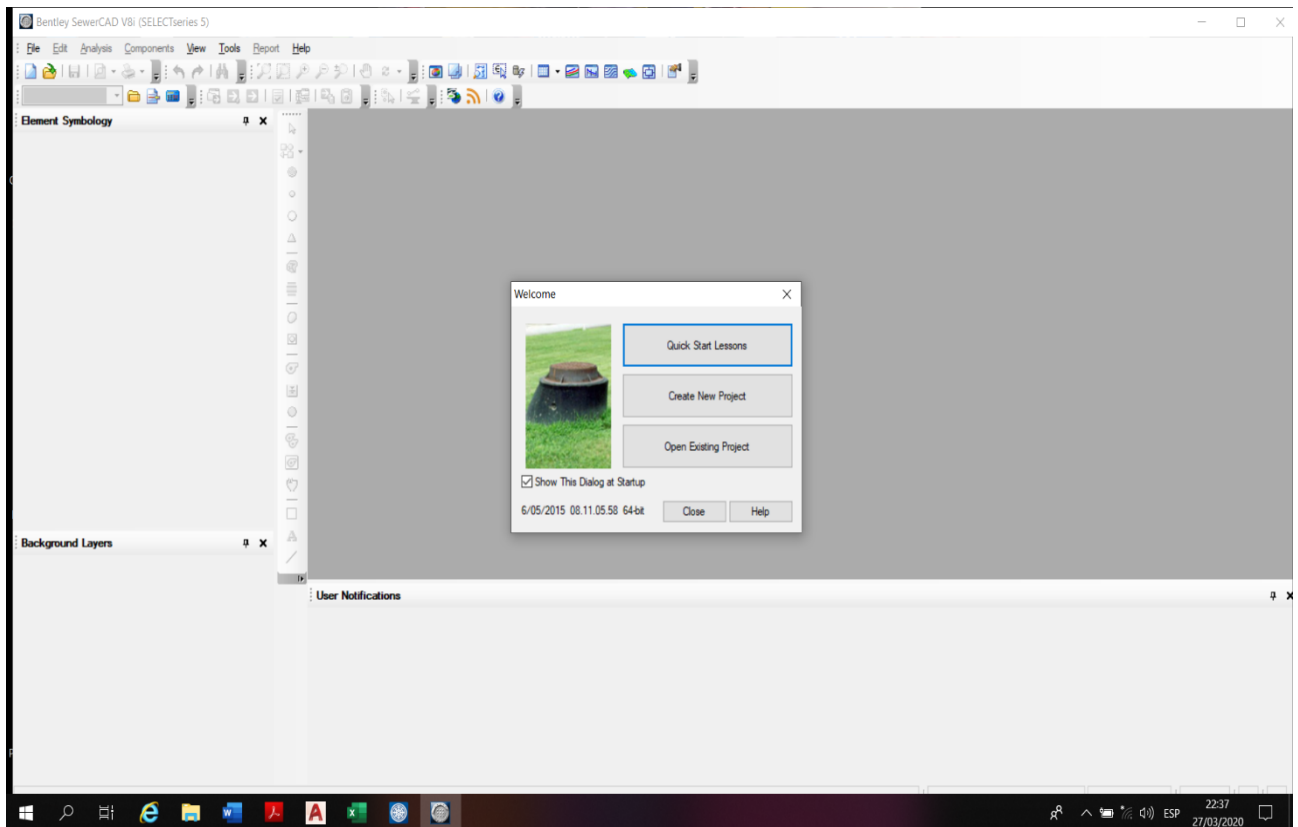 Bentley SewerCAD V8i (SELECTseries 5)
File Edit Analysis Components View Tools Report Help
Element Symbology
Welcome
Quick Start Lessons
Create New Project
Open Existing Project
Show This Dialog at Startup
6/05/2015 08.11.05.58 64-bit Close Help
Background Layers
User Notifications
ESP
22:37
27/03/2020